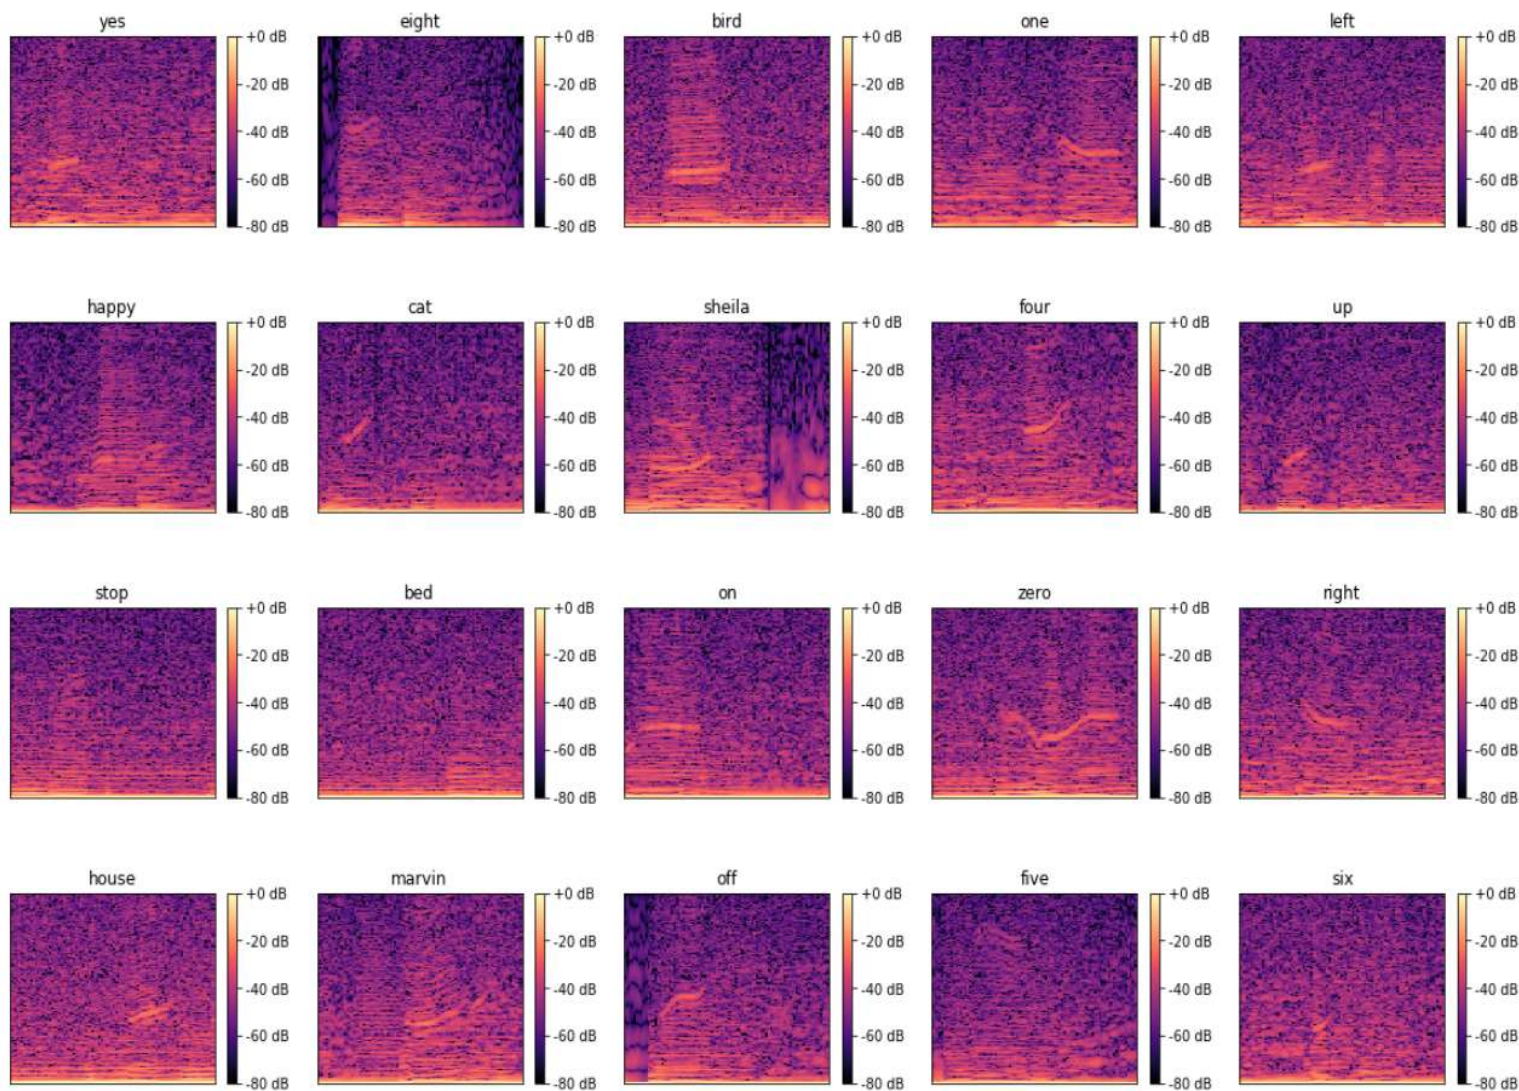 yes eight bird one left
+0 dB +0 dB +0 dB +0 dB +0 dB
-20 dB -20 dB -20 dB -20 dB -20 dB
-40 dB -40 dB -40 dB -40 dB -40 dB
-60 dB -60 dB -60 dB -60 dB -60 dB
-80 dB -80 dB -80 dB -80 dB -80 dB
happy cat sheila four up
+0 dB +0 dB +0 dB +0 dB +0 dB
-20 dB -20 dB -20 dB -20 dB -20 dB
-40 dB -40 dB -40 dB -40 dB -40 dB
-60 dB -60 dB -60 dB -60 dB -60 dB
-80 dB -80 dB -80 dB -80 dB -80 dB
stop bed on zero right
+0 dB +0 dB +0 dB +0 dB +0 dB
-20 dB -20 dB -20 dB -20 dB -20 dB
-40 dB -40 dB -40 dB -40 dB -40 dB
-60 dB -60 dB -60 dB -60 dB -60 dB
-80 dB -80 dB -80 dB -80 dB -80 dB
house marvin off five six
+0 dB +0 dB +0 dB +0 dB +0 dB
-20 dB -20 dB -20 dB -20 dB -20 dB
-40 dB -40 dB -40 dB -40 dB -40 dB
-60 dB -60 dB -60 dB -60 dB -60 dB
-80 dB -80 dB -80 dB -80 dB -80 dB